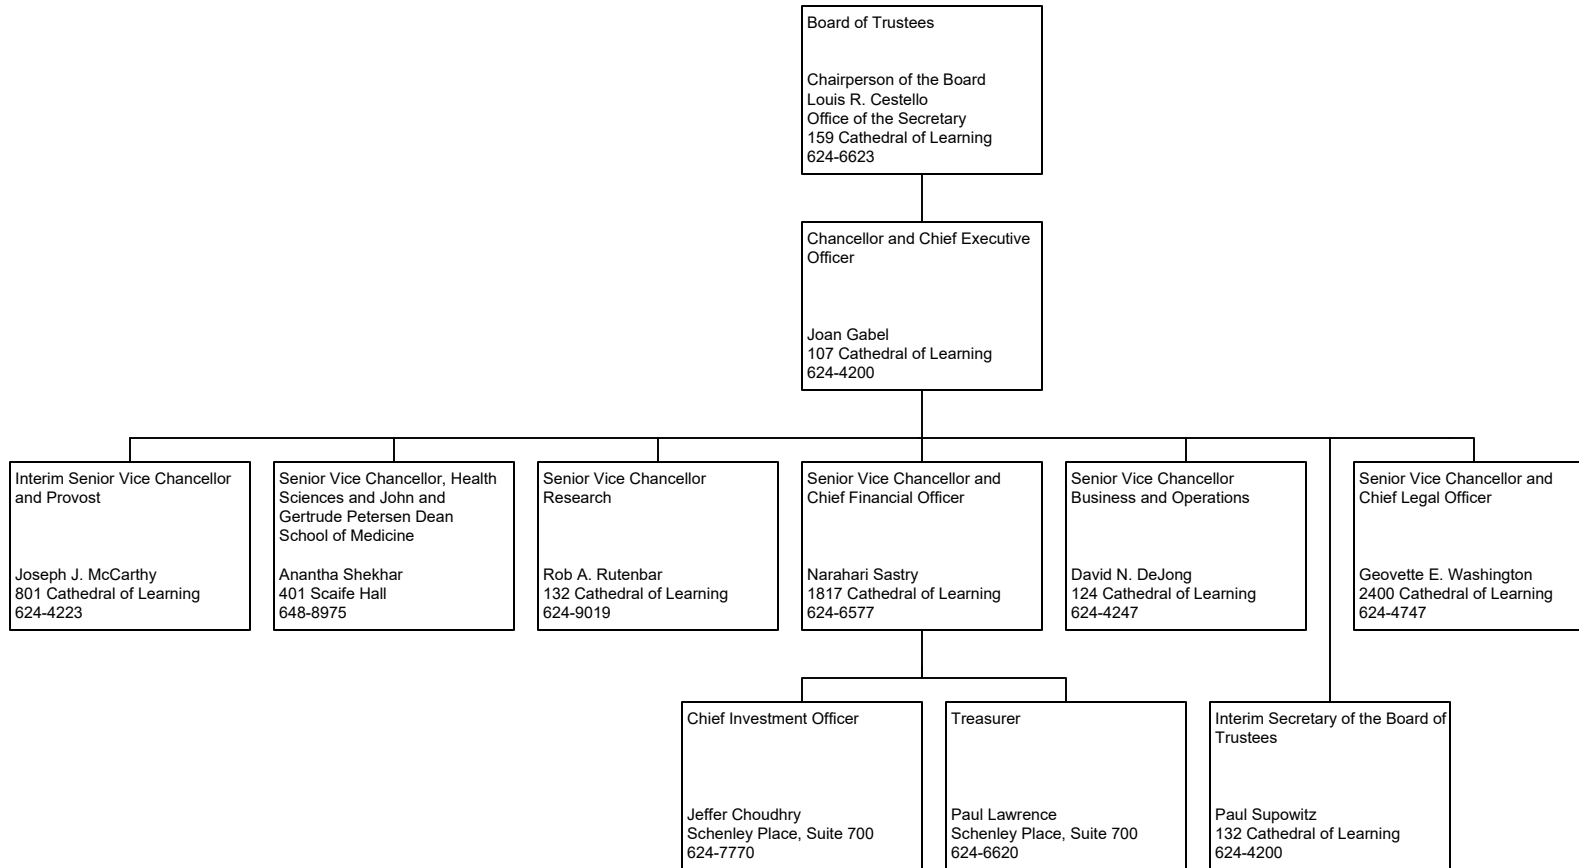 Board of Trustees
Chairperson of the Board
Louis R. Cestello
Office of the Secretary
159 Cathedral of Learning
624-6623
Chancellor and Chief Executive
Officer
Joan Gabel
107 Cathedral of Learning
624-4200
Interim Senior Vice Chancellor
and Provost
Joseph J. McCarthy
801 Cathedral of Learning
624-4223
Senior Vice Chancellor, Health
Sciences and John and
Gertrude Petersen Dean
School of Medicine
Anantha Shekhar
401 Scaife Hall
648-8975
Senior Vice Chancellor
Research
Rob A. Rutenbar
132 Cathedral of Learning
624-9019
Senior Vice Chancellor and
Chief Financial Officer
Narahari Sastry
1817 Cathedral of Learning
624-6577
Senior Vice Chancellor
Business and Operations
David N. DeJong
124 Cathedral of Learning
624-4247
Senior Vice Chancellor and
Chief Legal Officer
Geovette E. Washington
2400 Cathedral of Learning
624-4747
Chief Investment Officer
Jeffer Choudhry
Schenley Place, Suite 700
624-7770
Treasurer
Paul Lawrence
Schenley Place, Suite 700
624-6620
Interim Secretary of the Board of
Trustees
Paul Supowitz
132 Cathedral of Learning
624-4200